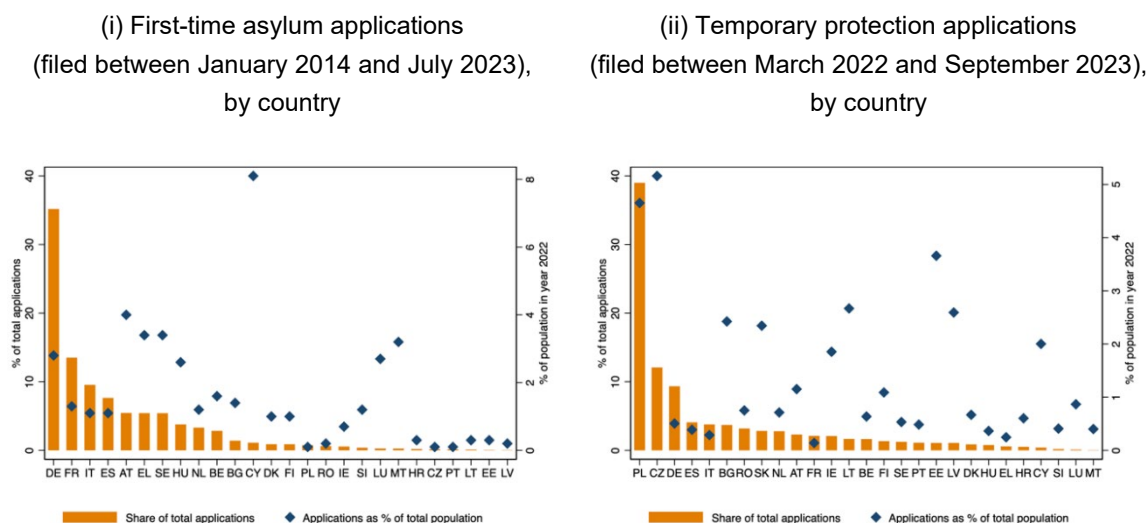 (i) First-time asylum applications
(filed between January 2014 and July 2023),
by country
% of total applications
40
30
20
10
0
8
6
4
2
0
% of population in year 2022
DE FR IT ES AT EL SE HU NL BE BG CY DK FI PL RO IE SI LU MT HR CZ PT LT EE LV
Share of total applications
Applications as % of total population
(ii) Temporary protection applications
(filed between March 2022 and September 2023),
by country
% of total applications
40
30
20
10
0
5
4
3
2
1
0
% of population in year 2022
PL CZ DE ES IT BG RO SK NL AT FR IE LT BE FI SE PT EE LV DK HU EL HR CY SI LU MT
Share of total applications
Applications as % of total population